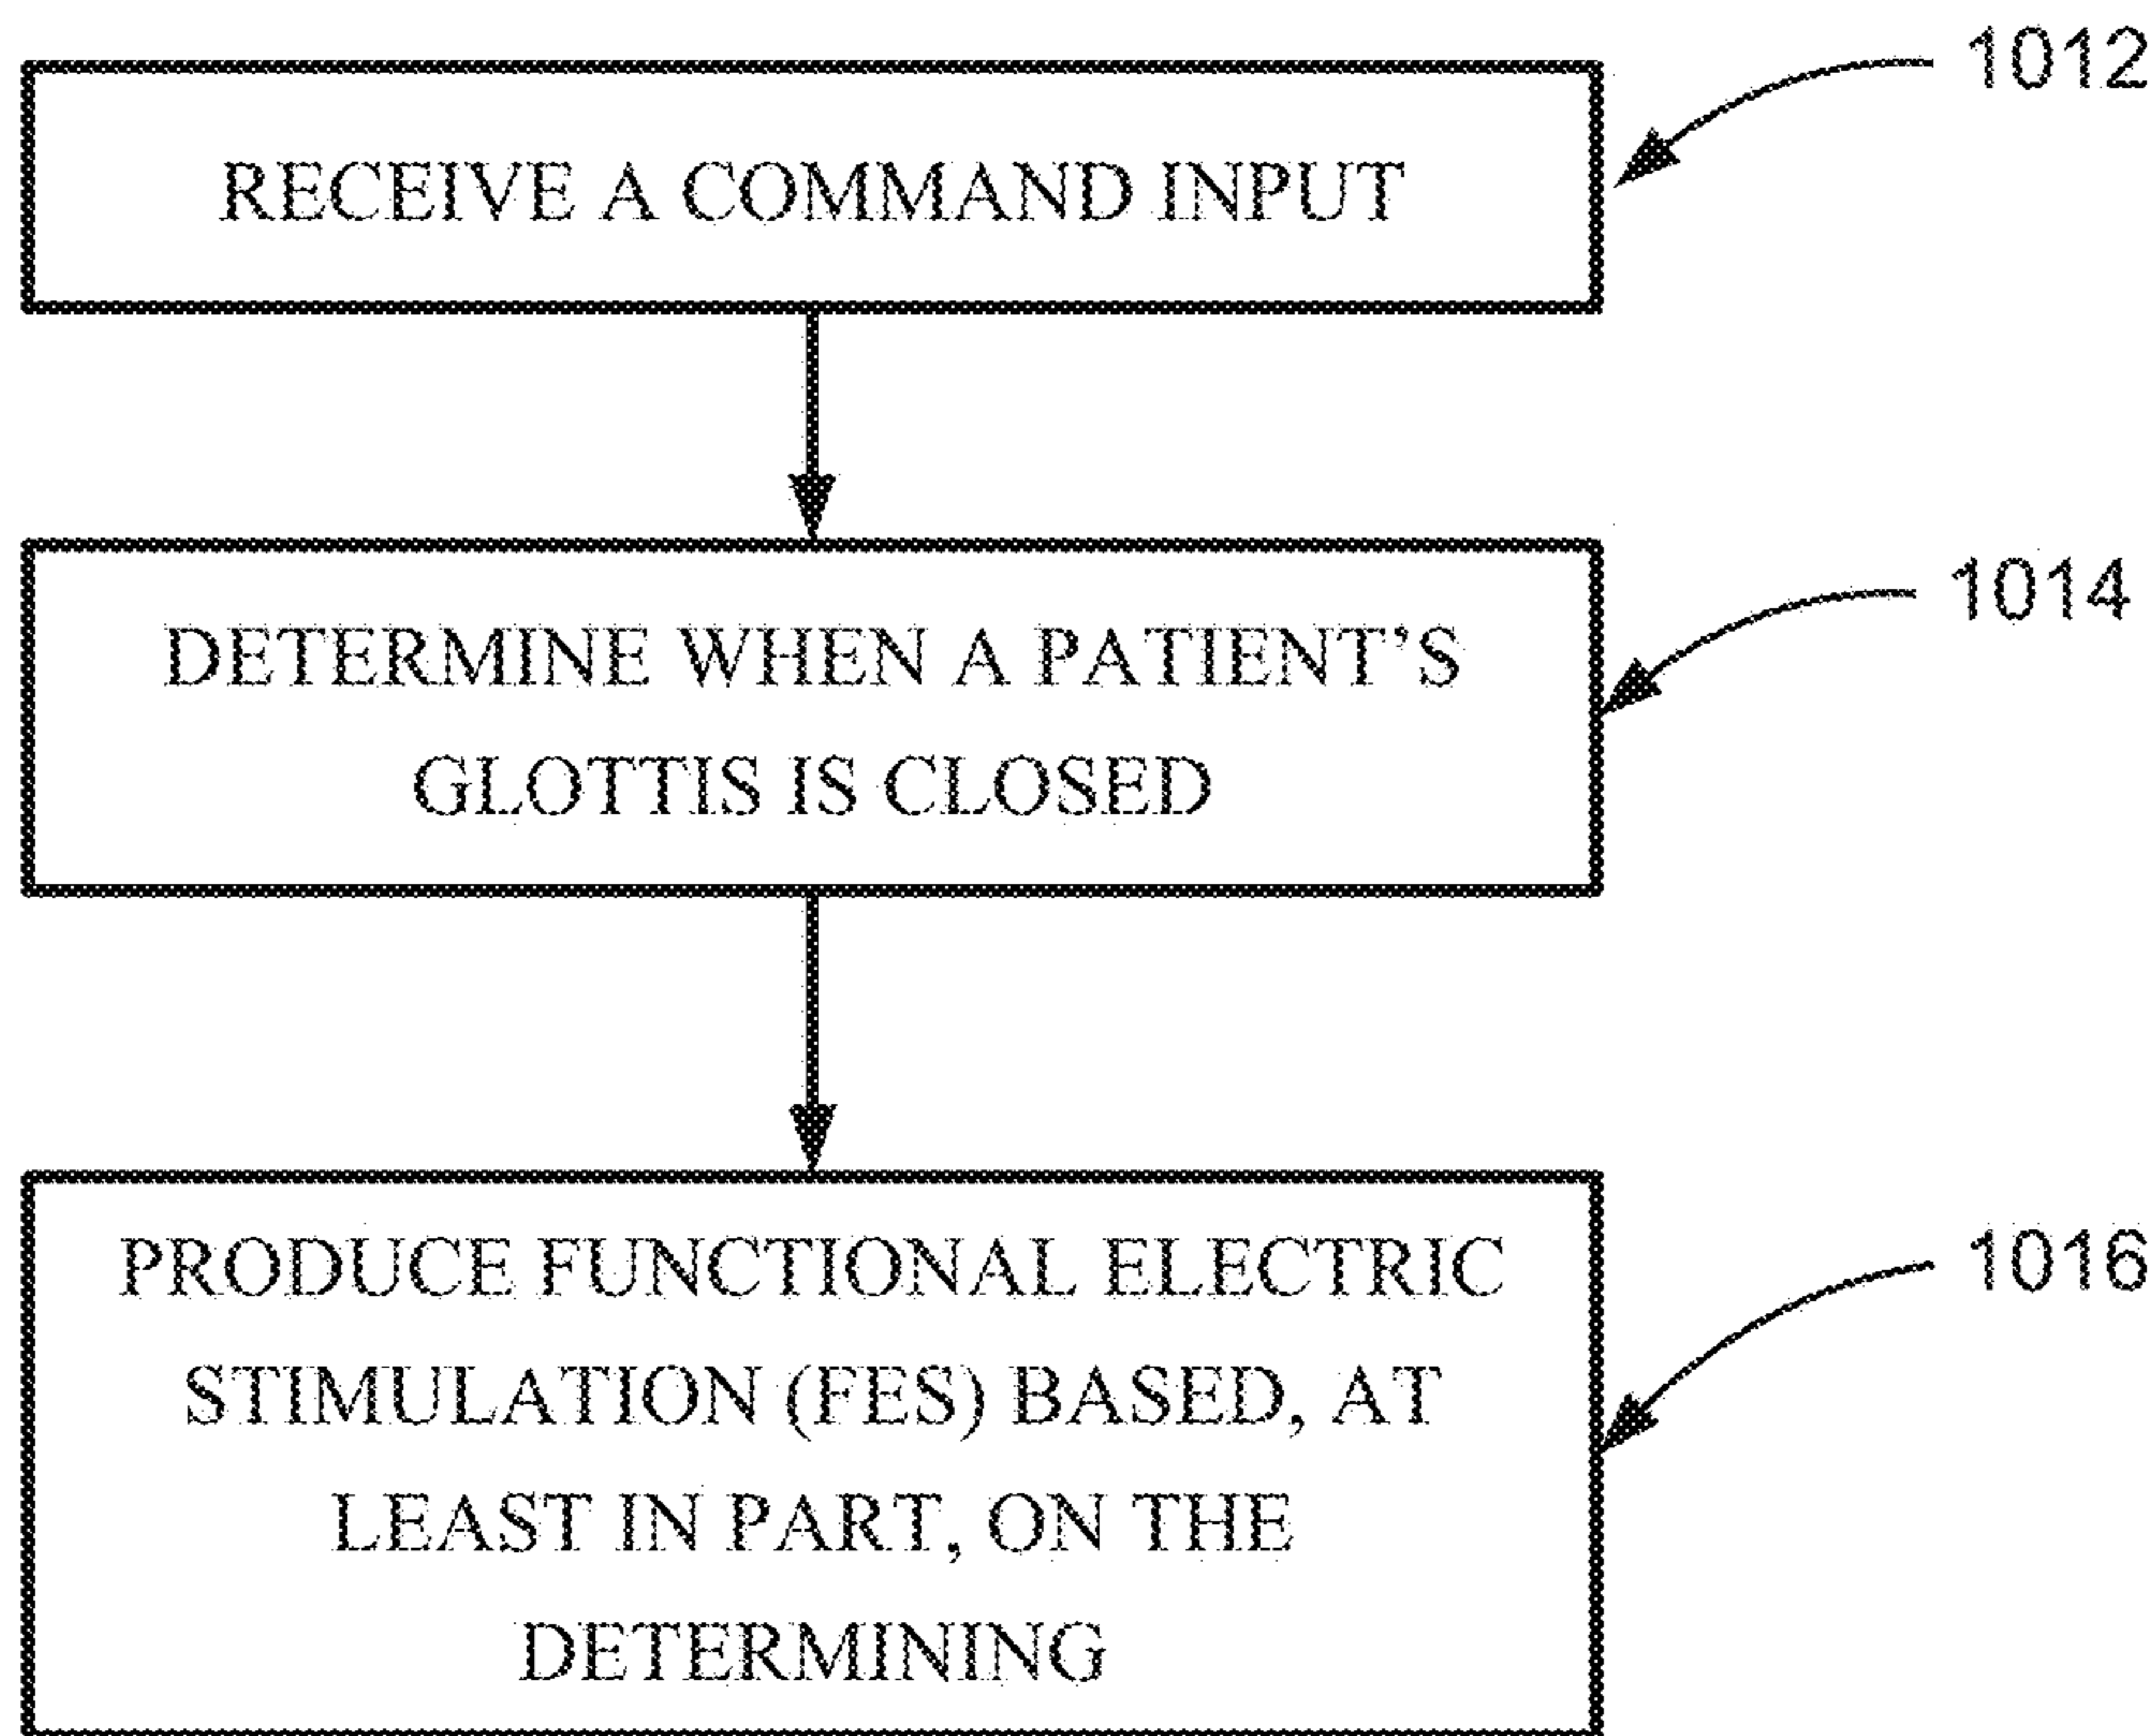 1012
RECEIVE A COMMAND INPUT
1014
DETERMINE WHEN A PATIENT'S
GLOTTIS IS CLOSED
1016
PRODUCE FUNCTIONAL ELECTRIC
STIMULATION (FES) BASED, AT
LEAST IN PART, ON THE
DETERMINING